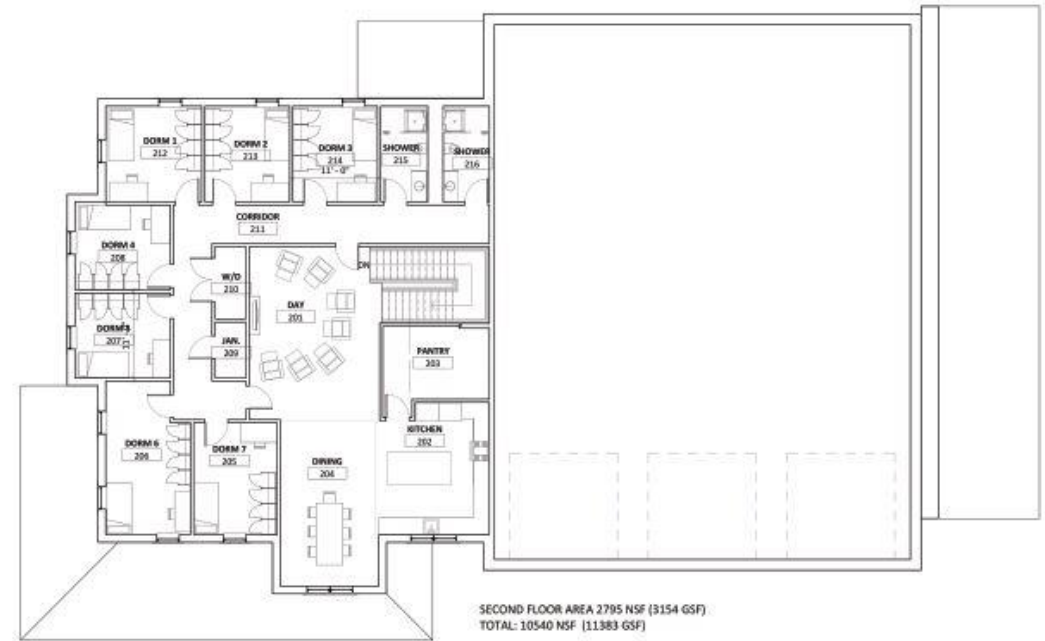 DORM 1
212
DORM 2
213
DORM 3
214
11' - 0"
SHOWER
215
SHOWER
216
CORRIDOR
211
DORM 4
208
W/D
210
DN
DAY
201
207
JAN.
209
PANTRY
203
KITCHEN
202
DORM 6
206
DORM 7
205
DINING
204
SECOND FLOOR AREA 2795 NSF (3154 GSF)
TOTAL: 10540 NSF (11383 GSF)